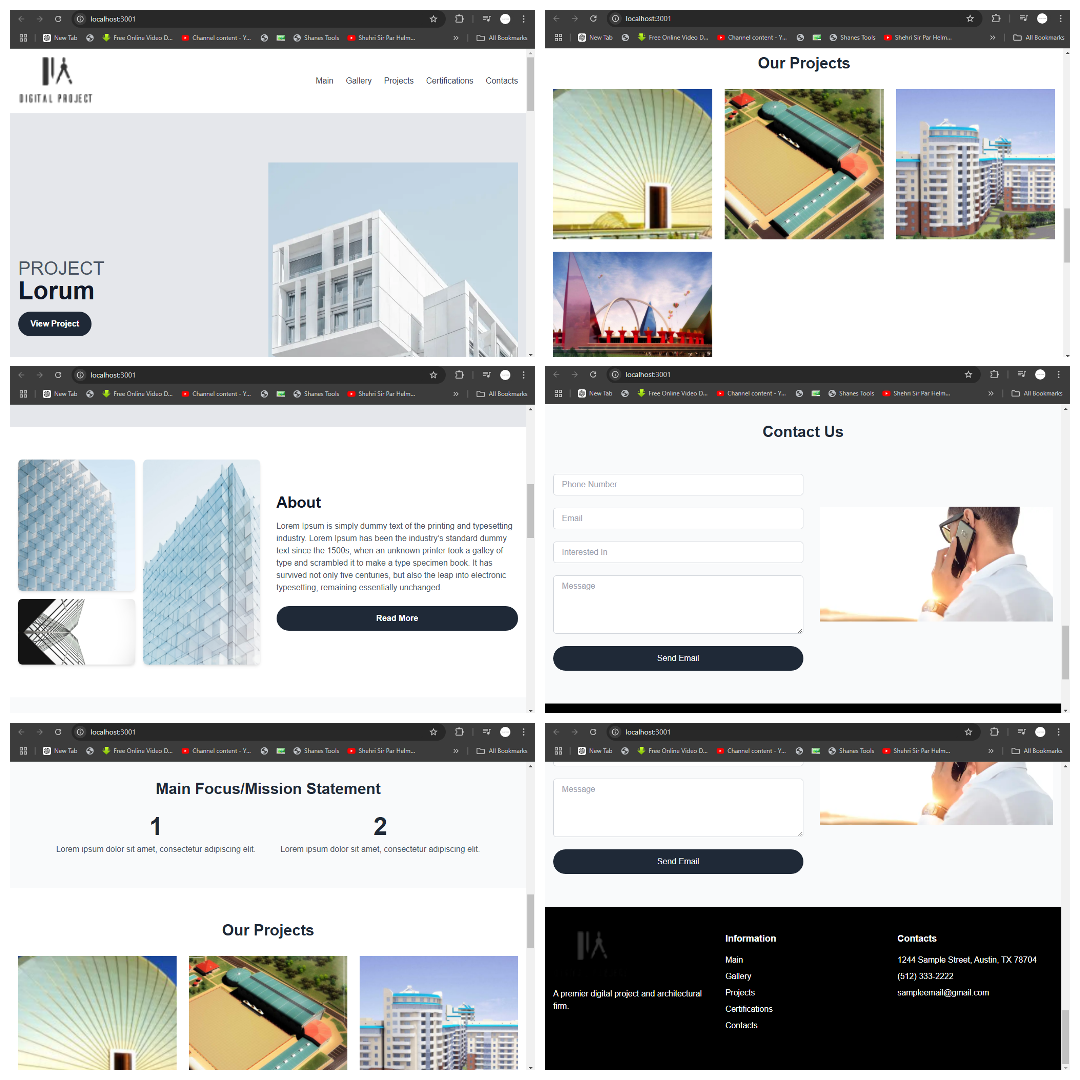 localhost:3001
New Tab
Free Online Video D...
Channel content - Y...
Shanes Tools
Shehri Sir Par Helm...
»
All Bookmarks
DIGITAL PROJECT
Main
Gallery
Projects
Certifications
Contacts
PROJECT
Lorum
View Project
localhost:3001
New Tab
Free Online Video D...
Channel content - Y...
Shanes Tools
Shehri Sir Par Helm...
»
All Bookmarks
Our Projects
localhost:3001
New Tab
Free Online Video D...
Channel content - Y...
Shanes Tools
Shehri Sir Par Helm...
»
All Bookmarks
About
Lorem Ipsum is simply dummy text of the printing and typesetting
industry. Lorem Ipsum has been the industry's standard dummy
text since the 1500s, when an unknown printer took a galley of
type and scrambled it to make a type specimen book. It has
survived not only five centuries, but also the leap into electronic
typesetting, remaining essentially unchanged
Read More
localhost:3001
New Tab
Free Online Video D...
Channel content - Y...
Shanes Tools
Shehri Sir Par Helm...
»
All Bookmarks
Contact Us
Phone Number
Email
Interested In
Message
Send Email
localhost:3001
New Tab
Free Online Video D...
Channel content - Y...
Shanes Tools
Shehri Sir Par Helm...
»
All Bookmarks
Main Focus/Mission Statement
1
Lorem ipsum dolor sit amet, consectetur adipiscing elit.
2
Lorem ipsum dolor sit amet, consectetur adipiscing elit.
Our Projects
localhost:3001
New Tab
Free Online Video D...
Channel content - Y...
Shanes Tools
Shehri Sir Par Helm...
»
All Bookmarks
Message
Send Email
A premier digital project and architectural
firm.
Information
Main
Gallery
Projects
Certifications
Contacts
Contacts
1244 Sample Street, Austin, TX 78704
(512) 333-2222
sampleemail@gmail.com